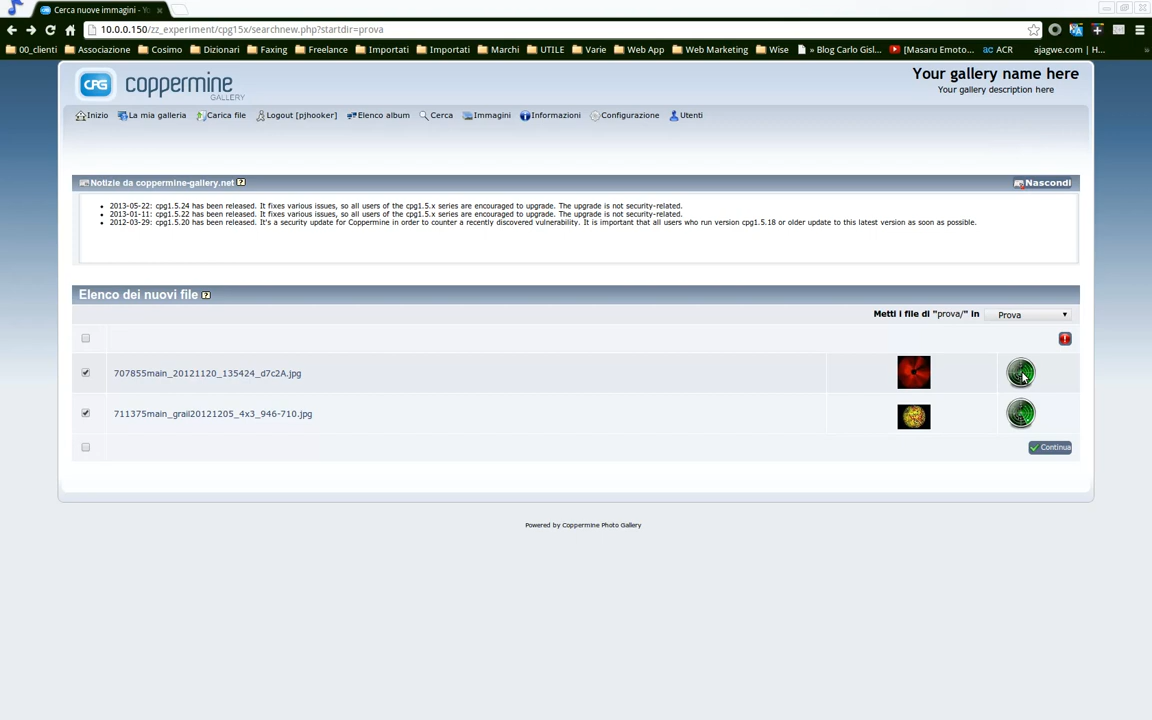 Cerca nuove immagini - Yo
10.0.0.150/zz_experiment/cpg15x/searchnew.php?startdir=prova
00_clienti Associazione Cosimo Dizionari Faxing Freelance Importati Importati Marchi UTILE Varie Web App Web Marketing Wise » Blog Carlo Gisl... [Masaru Emoto... ACR ajagwe.com | H... »
CPG coppermine GALLERY
Your gallery name here
Your gallery description here
Inizio La mia galleria Carica file Logout [pjhooker] Elenco album Cerca Immagini Informazioni Configurazione Utenti
Notizie da coppermine-gallery.net ? Nascondi
• 2013-05-22: cpg1.5.24 has been released. It fixes various issues, so all users of the cpg1.5.x series are encouraged to upgrade. The upgrade is not security-related.
• 2013-01-11: cpg1.5.22 has been released. It fixes various issues, so all users of the cpg1.5.x series are encouraged to upgrade. The upgrade is not security-related.
• 2012-03-29: cpg1.5.20 has been released. It's a security update for Coppermine in order to counter a recently discovered vulnerability. It is important that all users who run version cpg1.5.18 or older update to this latest version as soon as possible.
Elenco dei nuovi file ?
Metti i file di "prova/" in Prova
707855main_20121120_135424_d7c2A.jpg
711375main_grail20121205_4x3_946-710.jpg
Continua
Powered by Coppermine Photo Gallery